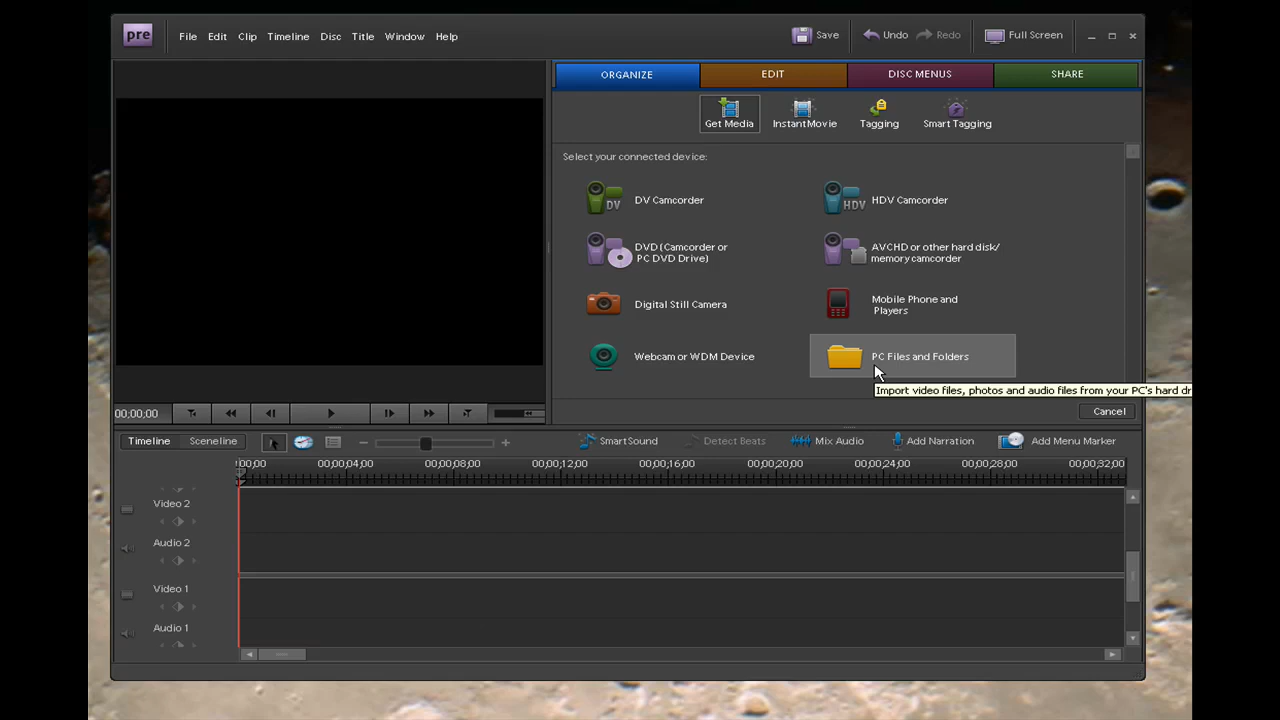 pre File Edit Clip Timeline Disc Title Window Help Save Undo Redo Full Screen
ORGANIZE EDIT DISC MENUS SHARE
Get Media InstantMovie Tagging Smart Tagging
Select your connected device:
DV DV Camcorder
HDV HDV Camcorder
DVD (Camcorder or
PC DVD Drive)
AVCHD or other hard disk/
memory camcorder
Digital Still Camera
Mobile Phone and
Players
Webcam or WDM Device
PC Files and Folders
Import video files, photos and audio files from your PC's hard dr
Cancel
00;00;00;00
Timeline Sceneline SmartSound Detect Beats Mix Audio Add Narration Add Menu Marker
;00;00 00;00;04;00 00;00;08;00 00;00;12;00 00;00;16;00 00;00;20;00 00;00;24;00 00;00;28;00 00;00;32;00
Video 2
Audio 2
Video 1
Audio 1